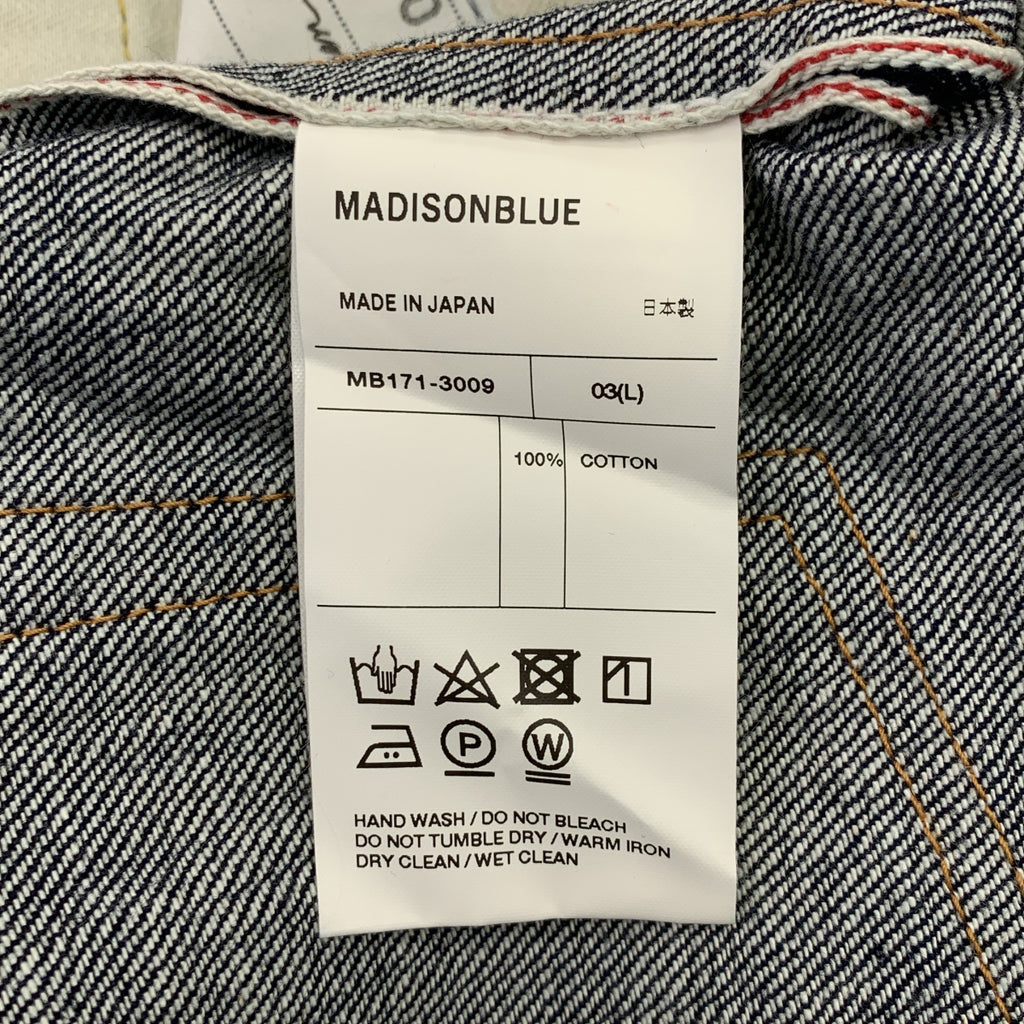 MADISONBLUE
MADE IN JAPAN 日本製
MB171-3009 03(L)
100% COTTON
P W
HAND WASH / DO NOT BLEACH
DO NOT TUMBLE DRY / WARM IRON
DRY CLEAN / WET CLEAN